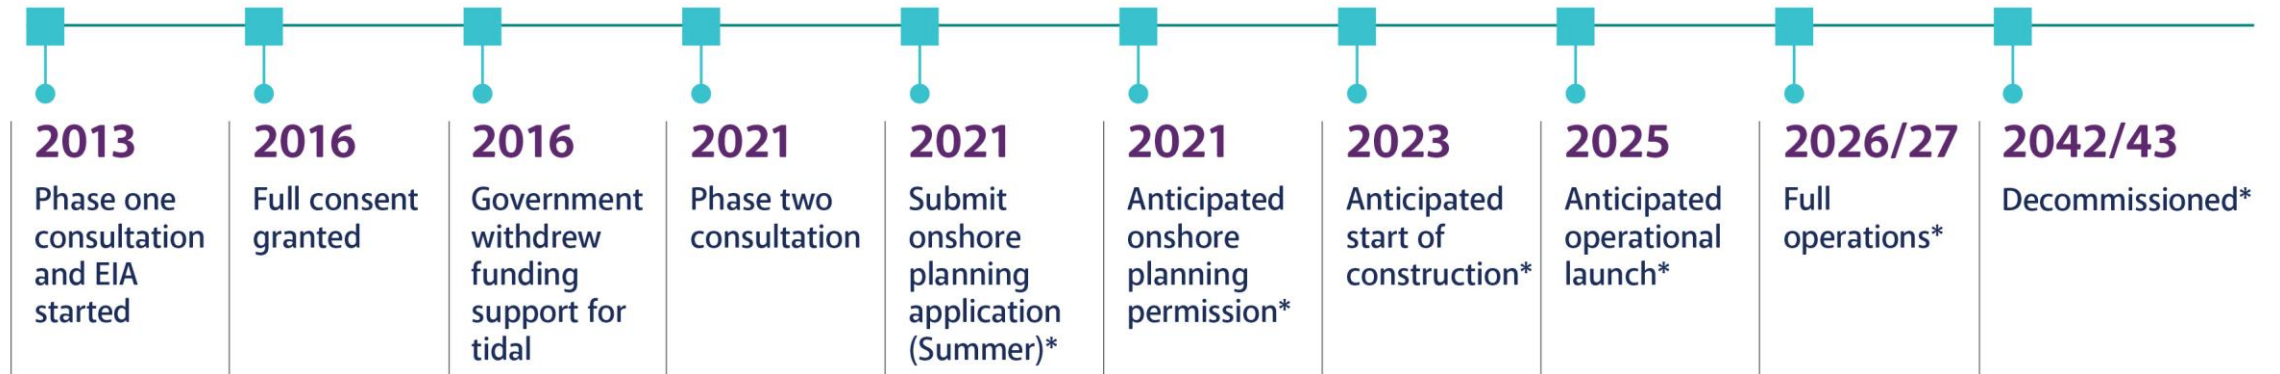 2013
Phase one
consultation
and EIA
started
2016
Full consent
granted
2016
Government
withdrew
funding
support for
tidal
2021
Phase two
consultation
2021
Submit
onshore
planning
application
(Summer)*
2021
Anticipated
onshore
planning
permission*
2023
Anticipated
start of
construction*
2025
Anticipated
operational
launch*
2026/27
Full
operations*
2042/43
Decommissioned*